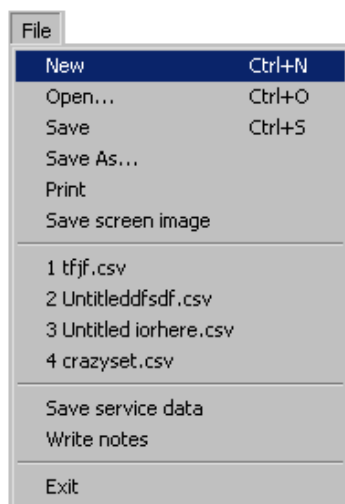 File
New Ctrl+N
Open... Ctrl+O
Save Ctrl+S
Save As...
Print
Save screen image
1 tfjf.csv
2 Untitleddfsdf.csv
3 Untitled iorhere.csv
4 crazyset.csv
Save service data
Write notes
Exit